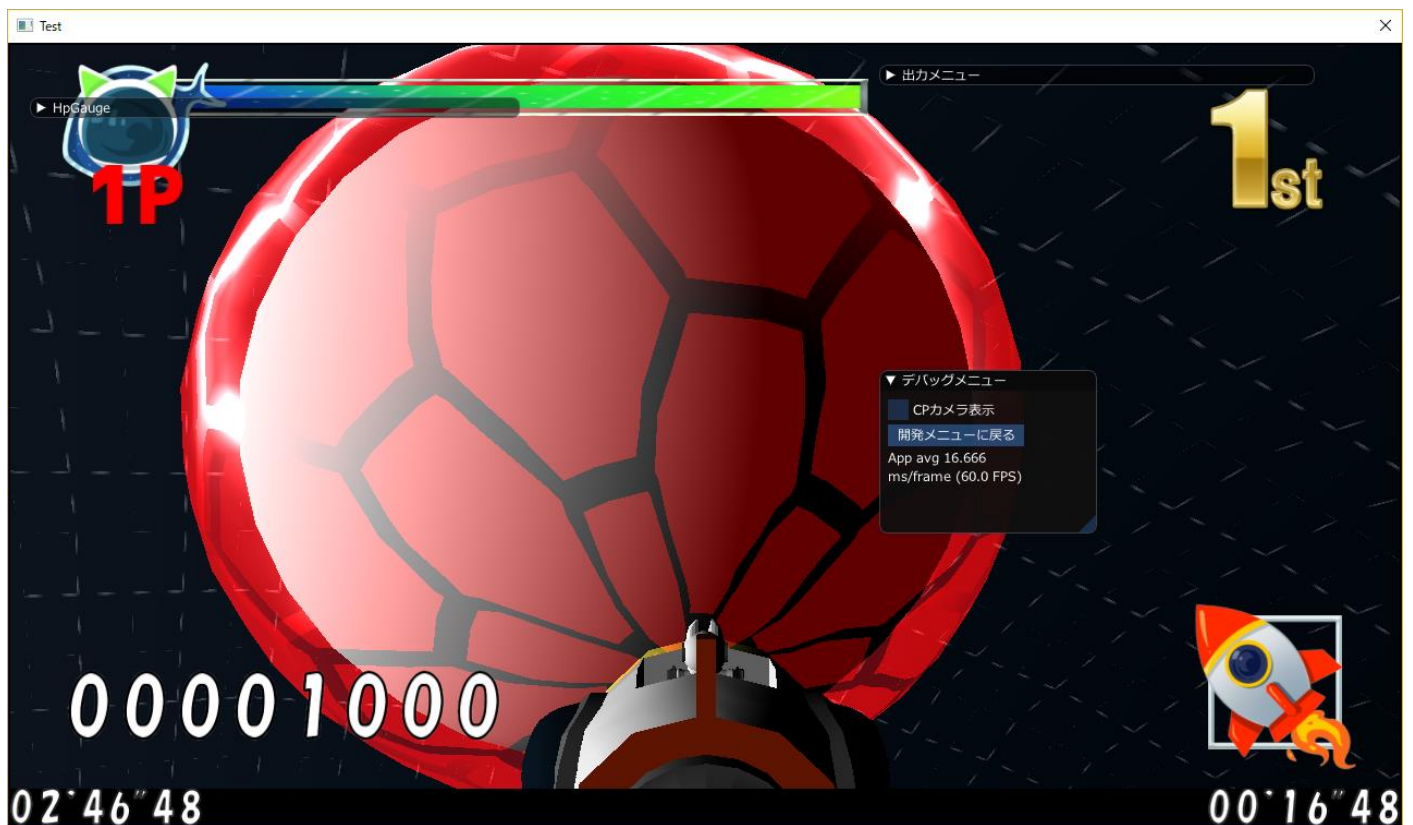 Test
▶ 出力メニュー
▶ HpGauge
1P
1st
▼ デバッグメニュー
CPカメラ表示
開発メニューに戻る
App avg 16.666
ms/frame (60.0 FPS)
00001000
02'46"48
00'16"48